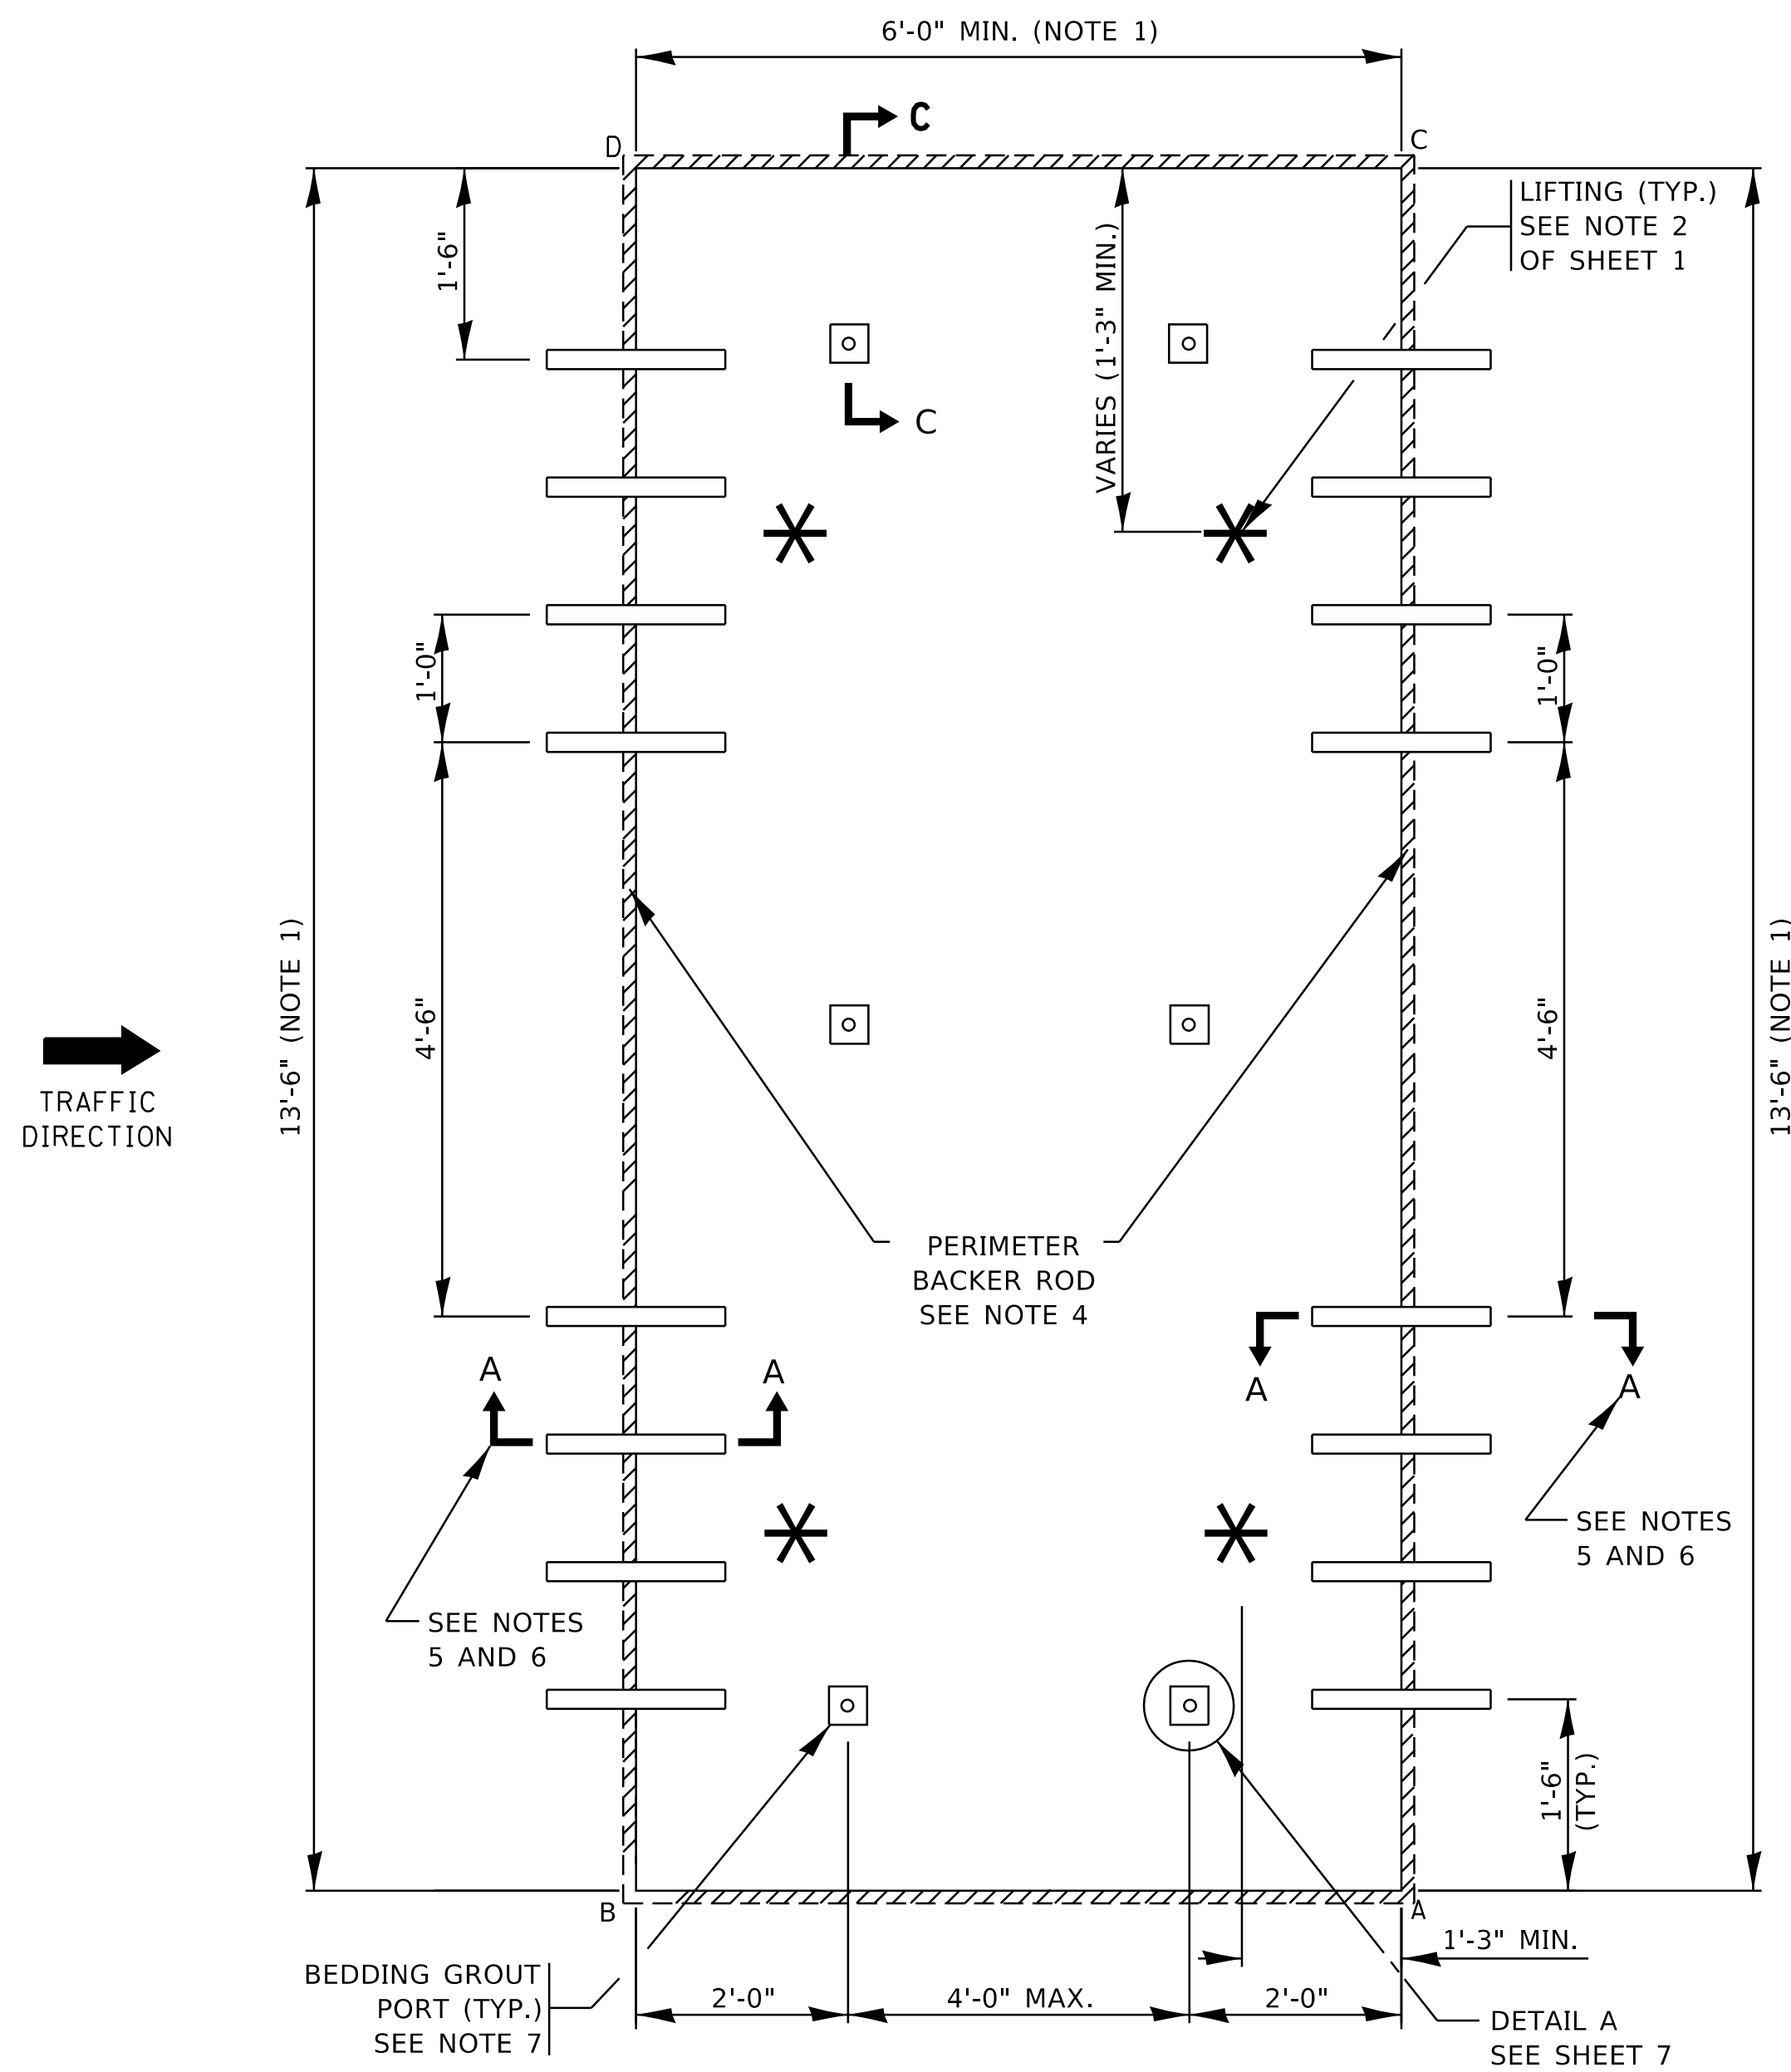 6'-0" MIN. (NOTE 1)
C
D
C
LIFTING (TYP.)
SEE NOTE 2
OF SHEET 1
1'-6"
VARIES (1'-3" MIN.)
C
1'-0"
1'-0"
13'-6" (NOTE 1)
4'-6"
4'-6"
13'-6" (NOTE 1)
TRAFFIC
DIRECTION
PERIMETER
BACKER ROD
SEE NOTE 4
A
A
A
A
SEE NOTES
5 AND 6
SEE NOTES
5 AND 6
1'-6"
(TYP.)
B
A
1'-3" MIN.
BEDDING GROUT
PORT (TYP.)
SEE NOTE 7
2'-0"
4'-0" MAX.
2'-0"
DETAIL A
SEE SHEET 7